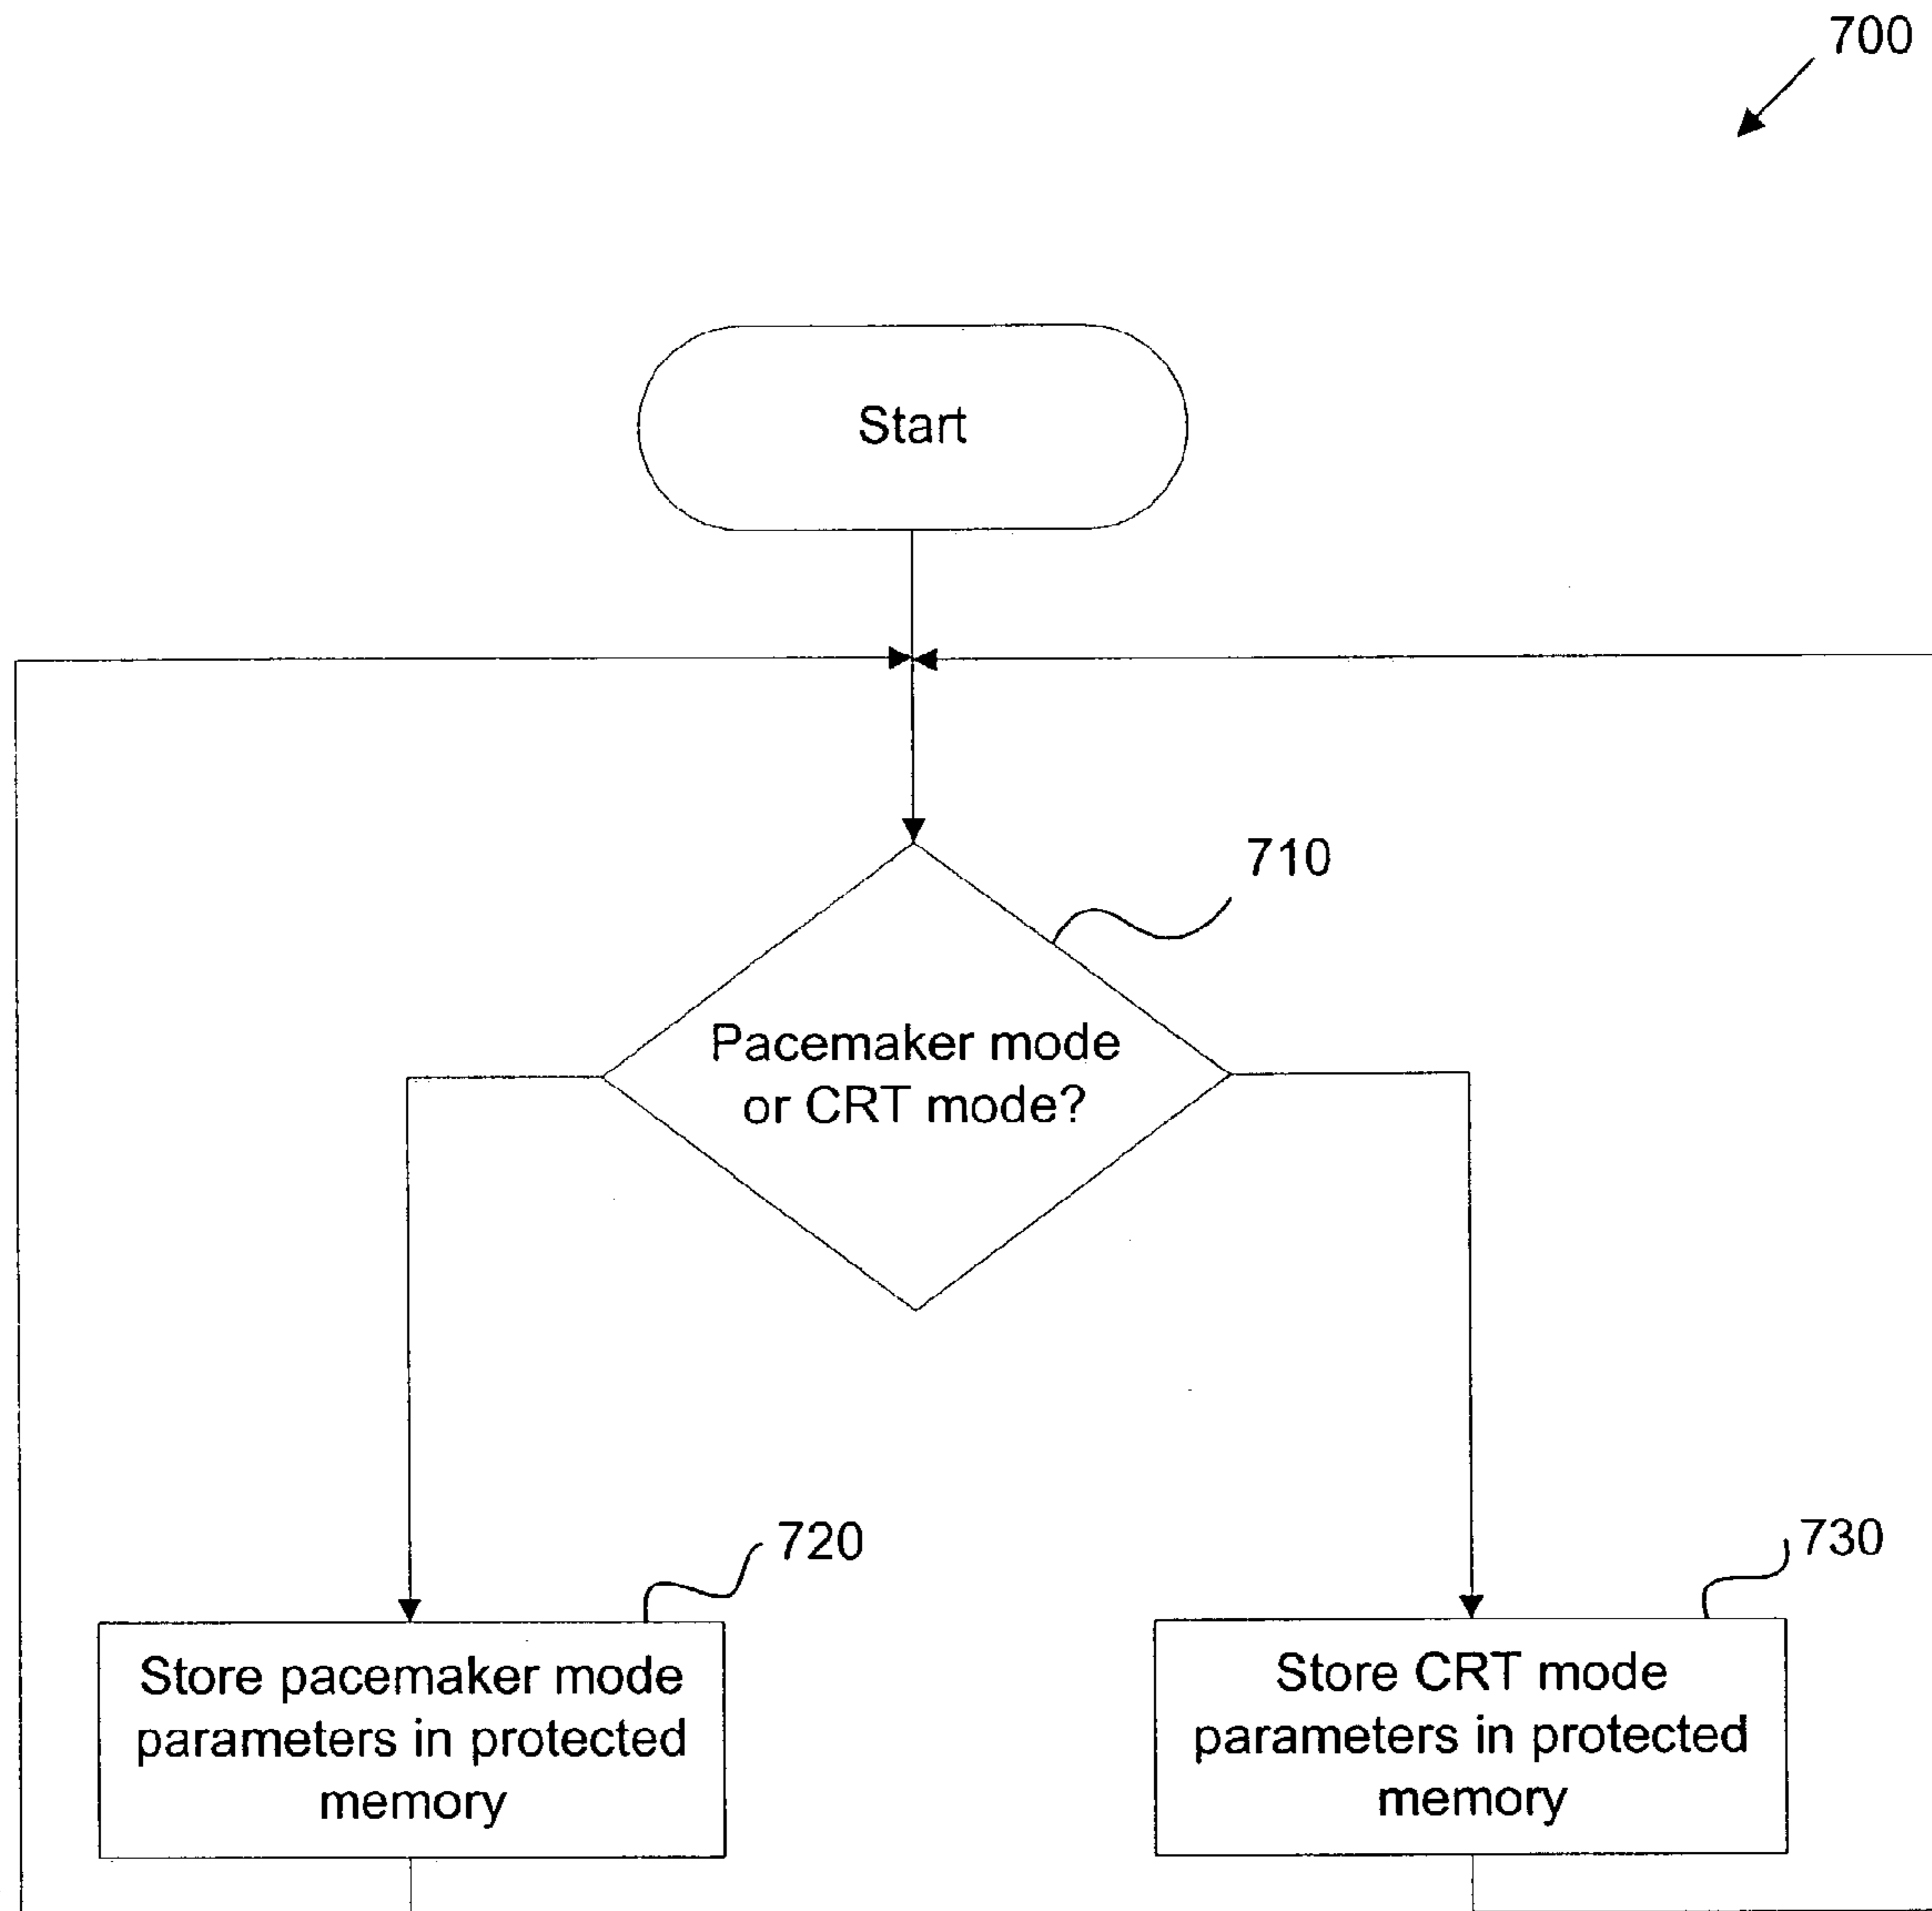 700
Start
710
Pacemaker mode
or CRT mode?
720
730
Store pacemaker mode
parameters in protected
memory
Store CRT mode
parameters in protected
memory